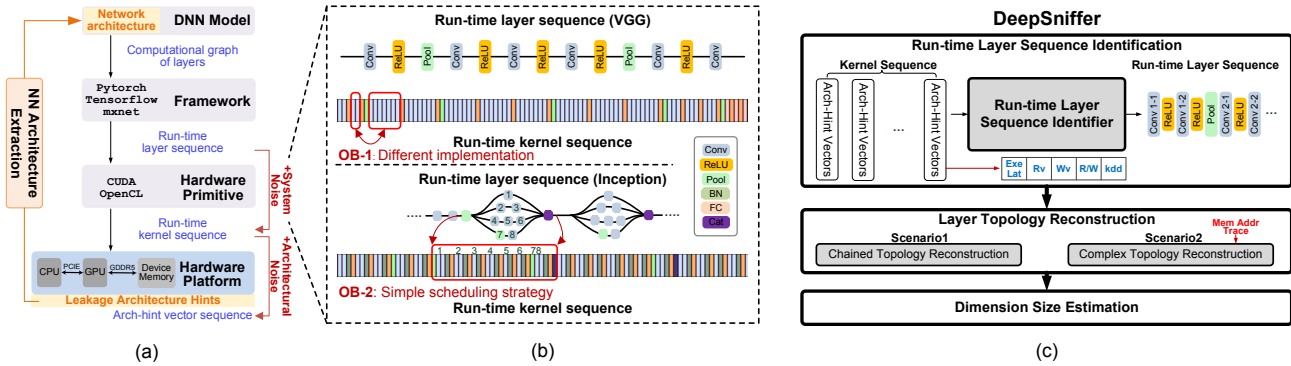 Network
architecture
DNN Model
Computational graph
of layers
Pytorch
Tensorflow
mxnet
Framework
NN Architecture
Extraction
Run-time
layer sequence
CUDA
OpenCL
Hardware
Primitive
+System
Noise
Run-time
kernel sequence
CPU
PCIE
GPU
GDDR5
Device
Memory
Hardware
Platform
+Architectural
Noise
Leakage Architecture Hints
Arch-hint vector sequence
(a)
Run-time layer sequence (VGG)
Conv
ReLU
Pool
Conv
ReLU
Conv
ReLU
Conv
ReLU
Pool
Conv
ReLU
Conv
Run-time kernel sequence
OB-1: Different implementation
Run-time layer sequence (Inception)
1
2 3
4 5 6
7 8
1 2 3 4 5 6 78
OB-2: Simple scheduling strategy
Run-time kernel sequence
Conv
ReLU
Pool
BN
FC
Cat
(b)
DeepSniffer
Run-time Layer Sequence Identification
Kernel Sequence
Arch-Hint Vectors
Arch-Hint Vectors
...
Arch-Hint Vectors
Run-time Layer
Sequence Identifier
Run-time Layer Sequence
Conv 1-1
ReLU
Conv 1-2
ReLU
Pool
Conv 2-1
ReLU
Conv 2-2
...
Exe
Lat
Rv
Wv
R/W
kdd
Layer Topology Reconstruction
Mem Addr
Trace
Scenario1
Chained Topology Reconstruction
Scenario2
Complex Topology Reconstruction
Dimension Size Estimation
(c)